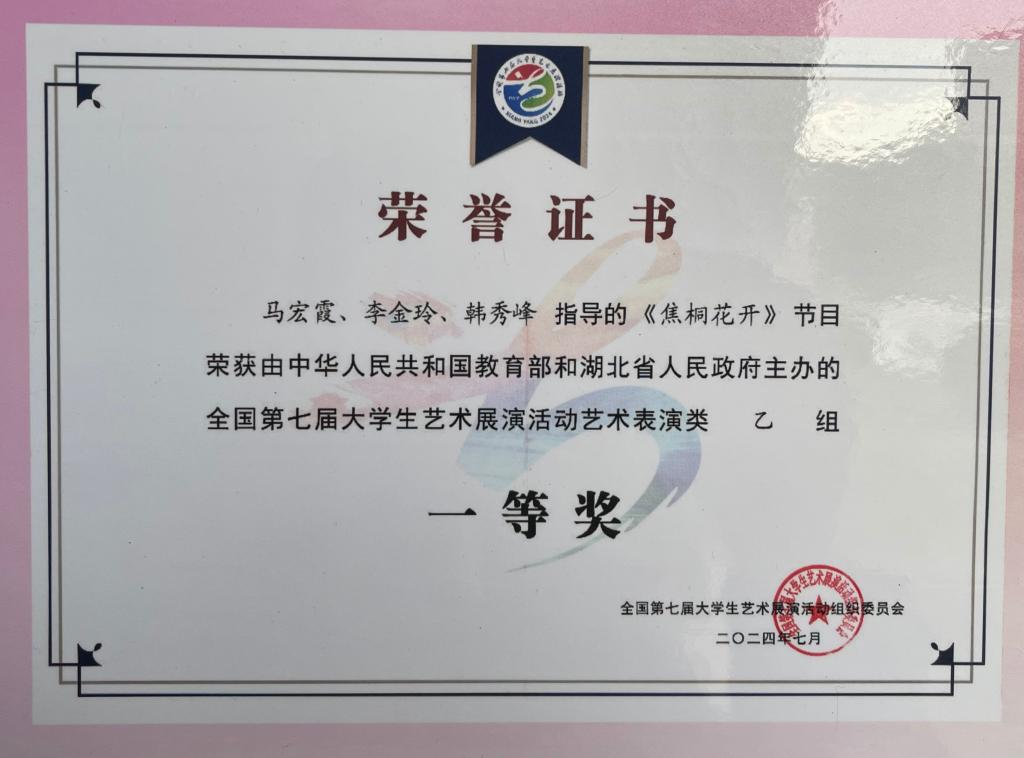 XIANG YANG 2024
荣誉证书
马宏霞、李金玲、韩秀峰 指导的《焦桐花开》节目
荣获由中华人民共和国教育部和湖北省人民政府主办的
全国第七届大学生艺术展演活动艺术表演类 乙 组
一等奖
全国第七届大学生艺术展演活动组织委员会
二〇二四年七月